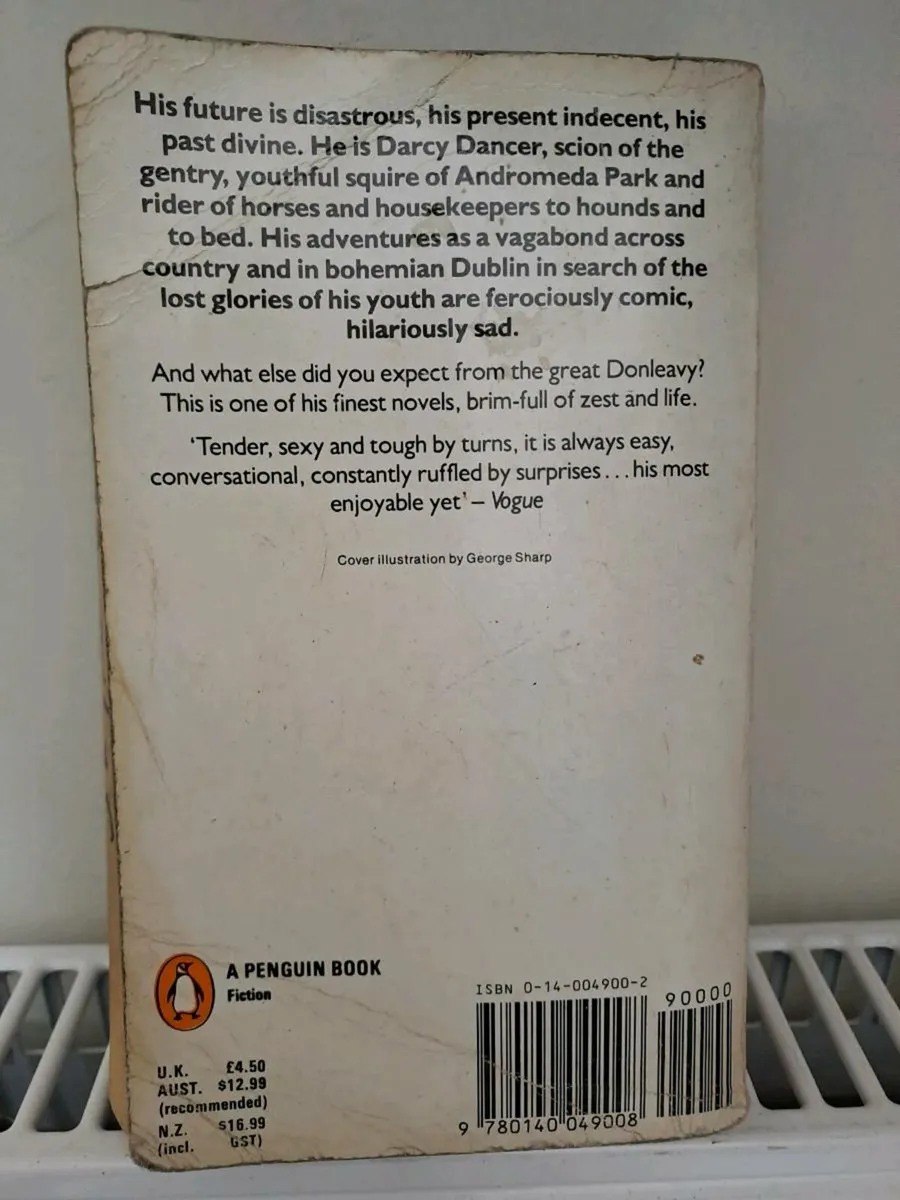 His future is disastrous, his present indecent, his
past divine. He is Darcy Dancer, scion of the
gentry, youthful squire of Andromeda Park and
rider of horses and housekeepers to hounds and
to bed. His adventures as a vagabond across
country and in bohemian Dublin in search of the
lost glories of his youth are ferociously comic,
hilariously sad.
And what else did you expect from the great Donleavy?
This is one of his finest novels, brim-full of zest and life.
'Tender, sexy and tough by turns, it is always easy,
conversational, constantly ruffled by surprises...his most
enjoyable yet' – Vogue
Cover illustration by George Sharp
A PENGUIN BOOK
Fiction
U.K. £4.50
AUST. $12.99
(recommended)
N.Z. $16.99
(incl. GST)
ISBN 0-14-004900-2
90000
9 780140 049008